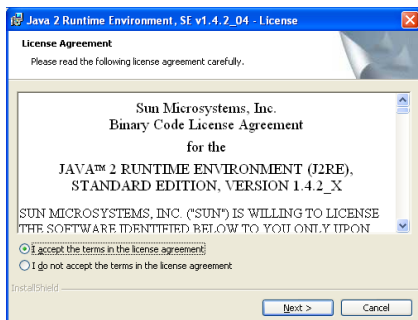 Java 2 Runtime Environment, SE v1.4.2_04 - License
License Agreement
Please read the following license agreement carefully.
Sun Microsystems, Inc.
Binary Code License Agreement
for the
JAVA™ 2 RUNTIME ENVIRONMENT (J2RE),
STANDARD EDITION, VERSION 1.4.2_X
SUN MICROSYSTEMS, INC. ("SUN") IS WILLING TO LICENSE
THE SOFTWARE IDENTIFIED BELOW TO YOU ONLY UPON
I accept the terms in the license agreement
I do not accept the terms in the license agreement
InstallShield
Next >
Cancel